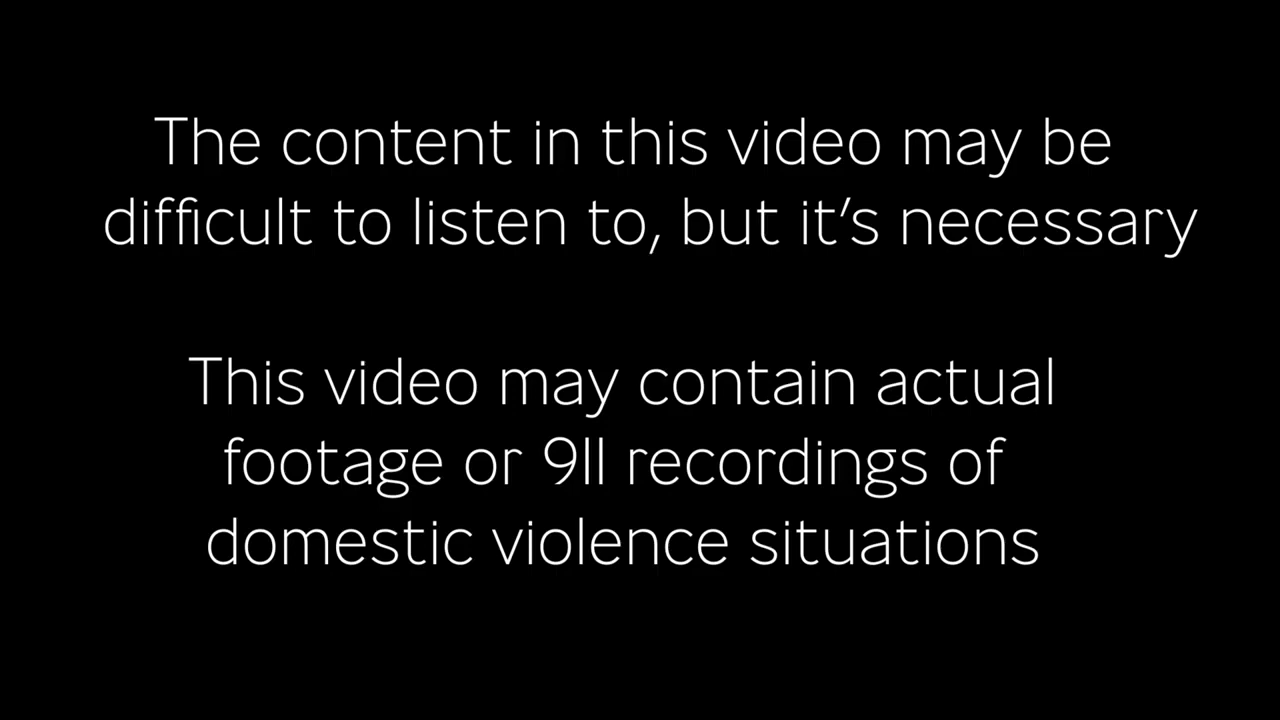 The content in this video may be
difficult to listen to, but it’s necessary
This video may contain actual
footage or 911 recordings of
domestic violence situations